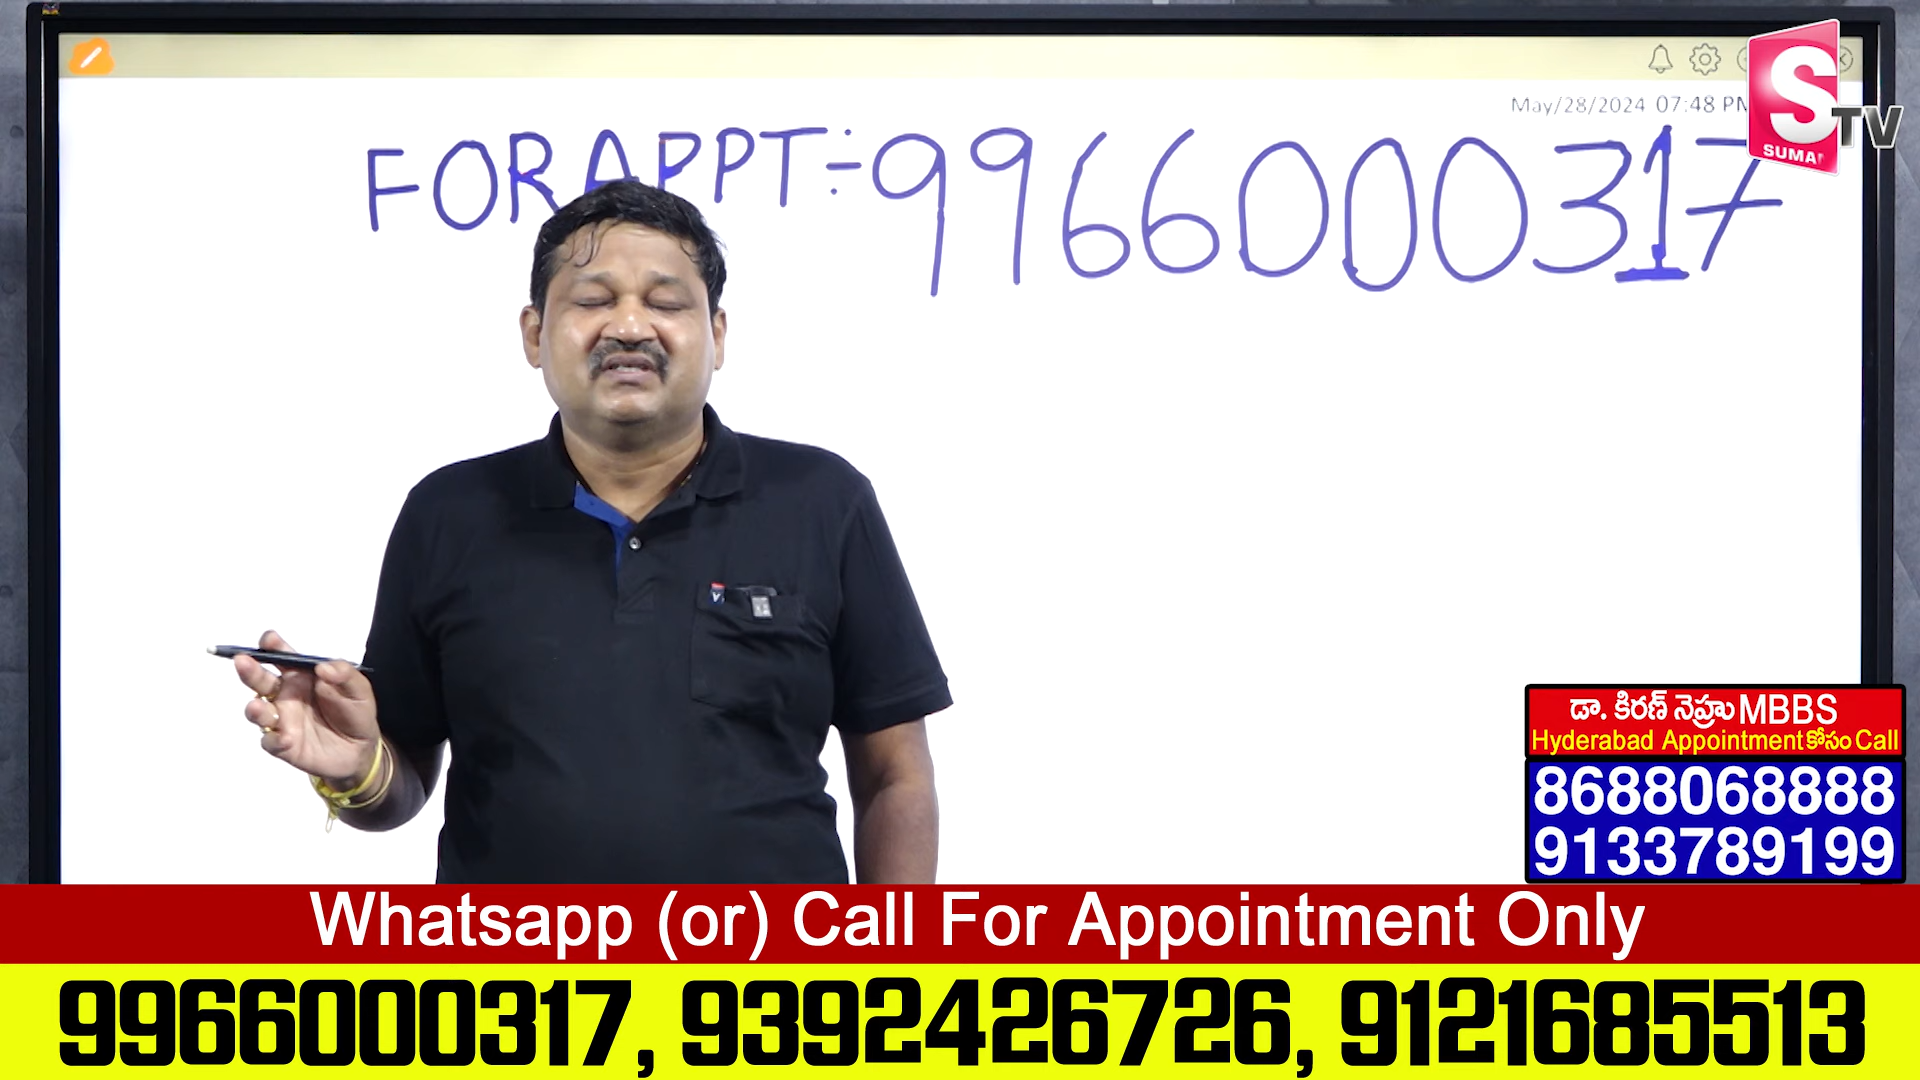 May/28/2024 07:48 PM
S TV
SUMAN
FOR APPT:- 9966000317
డా. కిరణ్ నెహ్రు MBBS
Hyderabad Appointment కోసం Call
8688068888
9133789199
Whatsapp (or) Call For Appointment Only
9966000317, 9392426726, 9121685513